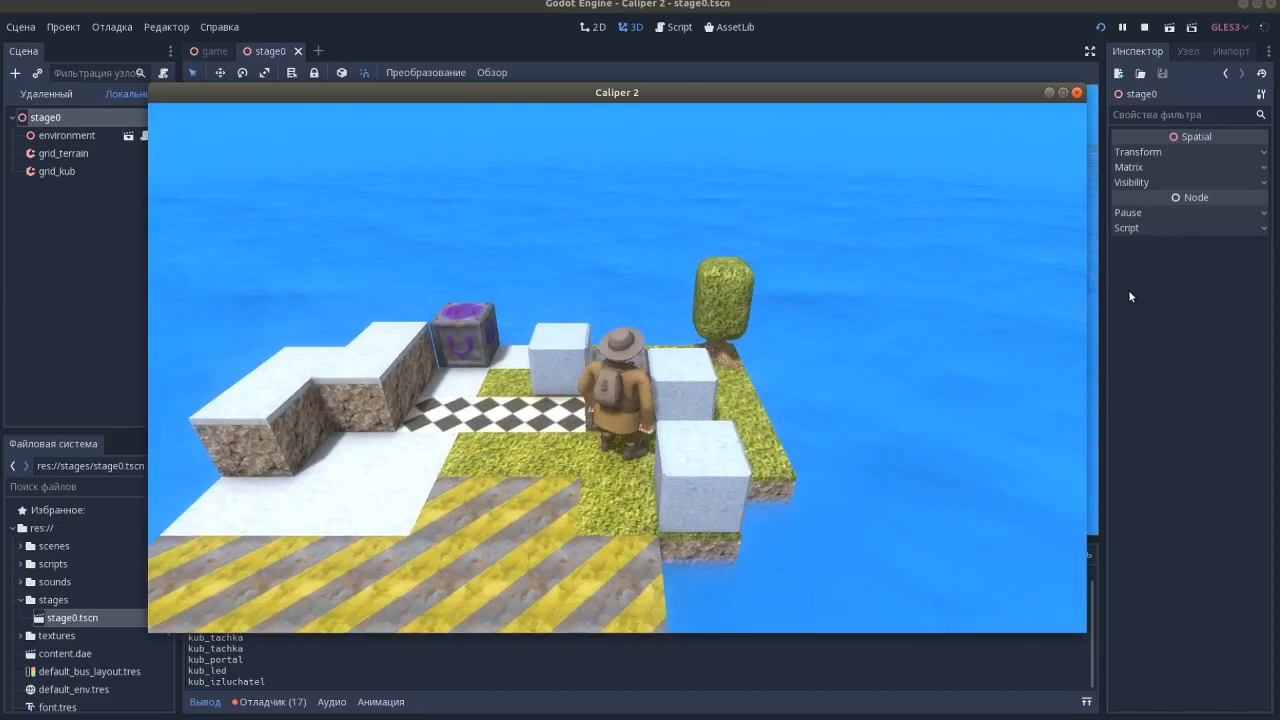 Godot Engine - Caliper 2 - stage0.tscn
Сцена Проект Отладка Редактор Справка
2D 3D Script AssetLib
GLES3
Сцена
game stage0
Инспектор Узел Импорт
Фильтрация узло
Преобразование Обзор
Удаленный Локальны
Caliper 2
stage0
stage0
environment
grid_terrain
grid_kub
Свойства фильтра
Spatial
Transform
Matrix
Visibility
Node
Pause
Script
Файловая система
res://stages/stage0.tscn
Поиск файлов
Избранное:
res://
scenes
scripts
sounds
stages
stage0.tscn
textures
content.dae
default_bus_layout.tres
default_env.tres
font.tres
kub_tachka
kub_tachka
kub_portal
kub_led
kub_izluchatel
Вывод Отладчик (17) Аудио Анимация